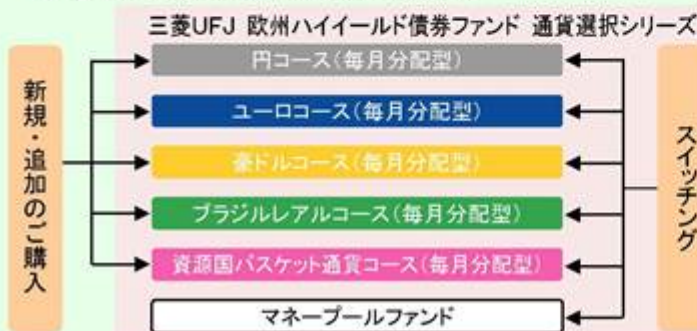 三菱UFJ 欧州ハイイールド債券ファンド 通貨選択シリーズ
新規・追加のご購入
円コース(毎月分配型)
ユーロコース(毎月分配型)
豪ドルコース(毎月分配型)
ブラジルレアルコース(毎月分配型)
資源国バスケット通貨コース(毎月分配型)
マネープールファンド
スイッチング